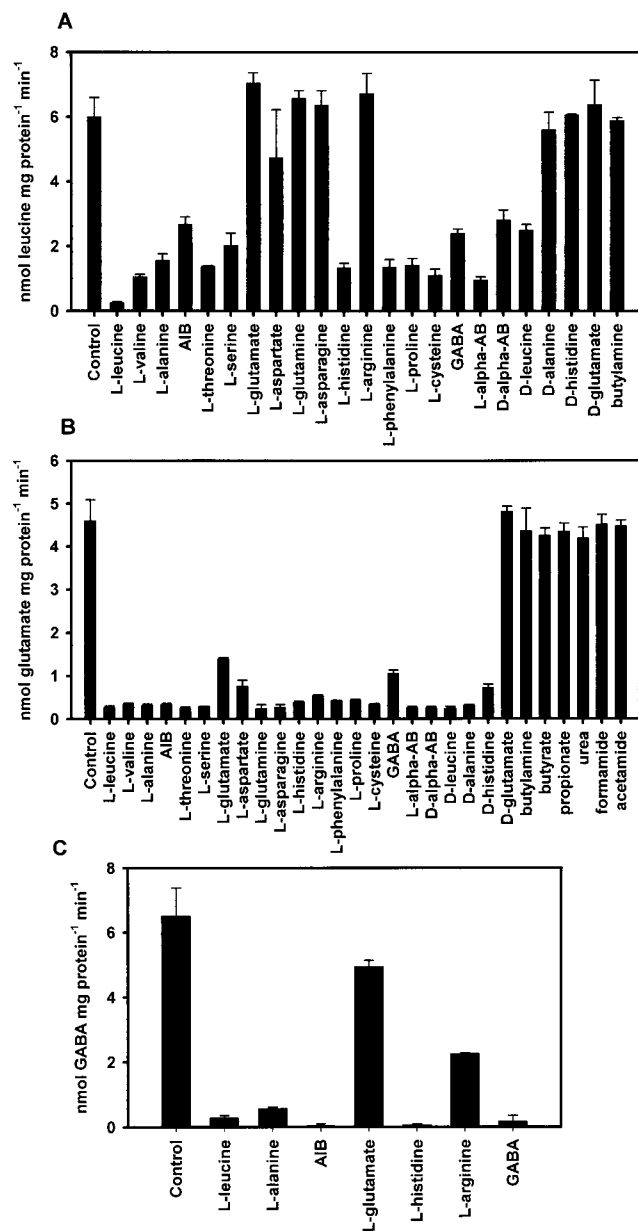 A
nmol leucine mg protein⁻¹ min⁻¹
8
6
4
2
0
Control
L-leucine
L-valine
L-alanine
AIB
L-threonine
L-serine
L-glutamate
L-aspartate
L-glutamine
L-asparagine
L-histidine
L-arginine
L-phenylalanine
L-proline
L-cysteine
GABA
L-alpha-AB
D-alpha-AB
D-leucine
D-alanine
D-histidine
D-glutamate
butylamine
B
nmol glutamate mg protein⁻¹ min⁻¹
6
5
4
3
2
1
0
Control
L-leucine
L-valine
L-alanine
AIB
L-threonine
L-serine
L-glutamate
L-aspartate
L-glutamine
L-asparagine
L-histidine
L-arginine
L-phenylalanine
L-proline
L-cysteine
GABA
L-alpha-AB
D-alpha-AB
D-leucine
D-alanine
D-histidine
D-glutamate
butylamine
butyrate
propionate
urea
formamide
acetamide
C
nmol GABA mg protein⁻¹ min⁻¹
8
6
4
2
0
Control
L-leucine
L-alanine
AIB
L-glutamate
L-histidine
L-arginine
GABA